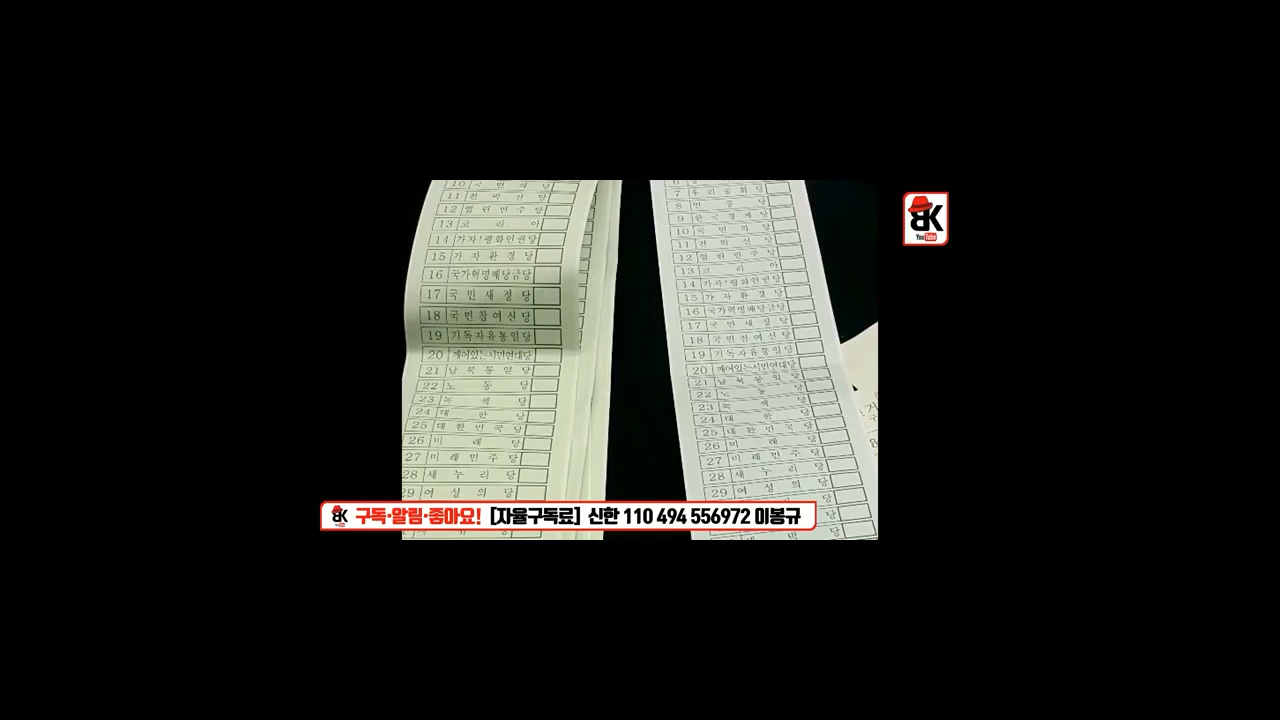 10 국민의당
11 친박신당
12 열린민주당
13 코리아
14 가자!평화인권당
15 가자환경당
16 국가혁명배당금당
17 국민새정당
18 국민참여신당
19 기독자유통일당
20 깨어있는시민연대당
21 남북통일당
22 노동당
23 녹색당
24 대한당
25 대한민국당
26 미래당
27 미래민주당
28 새누리당
29 여성의당
7 우리공화당
8 민중당
9 한국경제당
10 국민의당
11 친박신당
12 열린민주당
13 코리아
14 가자!평화인권당
15 가자환경당
16 국가혁명배당금당
17 국민새정당
18 국민참여신당
19 기독자유통일당
20 깨어있는시민연대당
21 남북통일당
22 노동당
23 녹색당
24 대한당
25 대한민국당
26 미래당
27 미래민주당
28 새누리당
29 여성의당
당
당
BK
YouTube
BK 구독·알림·좋아요! [자율구독료] 신한 110 494 556972 이봉규